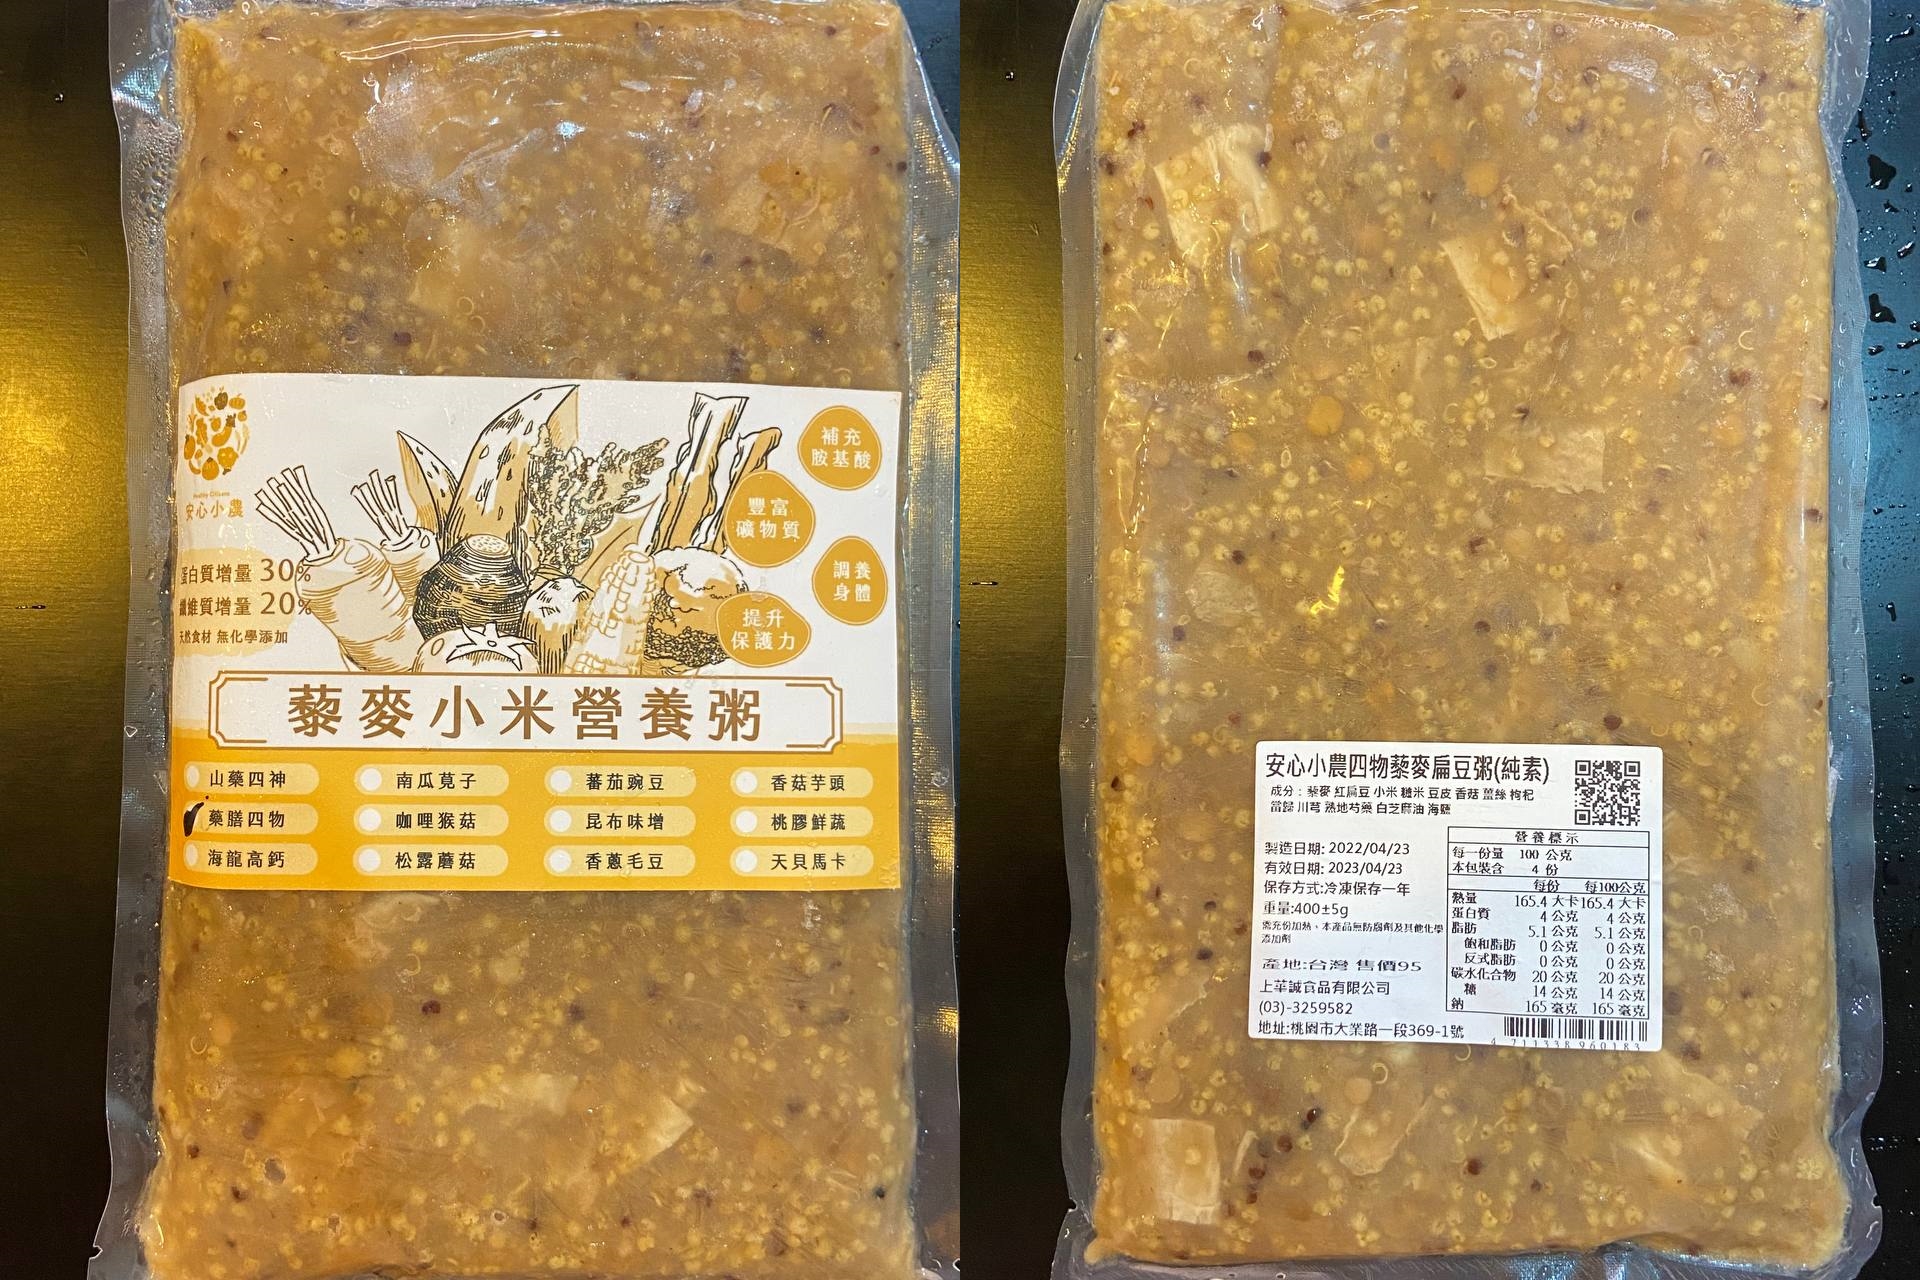 安心小農
蛋白質增量 30%
纖維質增量 20%
天然食材 無化學添加
補充
胺基酸
豐富
礦物質
調養
身體
提升
保護力
藜麥小米營養粥
山藥四神
南瓜莧子
蕃茄豌豆
香菇芋頭
藥膳四物
咖哩猴菇
昆布味增
桃膠鮮蔬
海龍高鈣
松露蘑菇
香蔥毛豆
天貝馬卡
安心小農四物藜麥扁豆粥(純素)
成分：藜麥 紅扁豆 小米 糙米 豆皮 香菇 薑絲 枸杞
當歸 川芎 熟地芍藥 白芝麻油 海鹽
製造日期: 2022/04/23
有效日期: 2023/04/23
保存方式:冷凍保存一年
重量:400±5g
需充份加熱、本產品無防腐劑及其他化學
添加劑
產地:台灣 售價95
上華誠食品有限公司
(03)-3259582
地址:桃園市大業路一段369-1號
營養標示
每一份量 100 公克
本包裝含 4 份
每份 每100公克
熱量 165.4 大卡 165.4 大卡
蛋白質 4 公克 4 公克
脂肪 5.1 公克 5.1 公克
飽和脂肪 0 公克 0 公克
反式脂肪 0 公克 0 公克
碳水化合物 20 公克 20 公克
糖 14 公克 14 公克
鈉 165 毫克 165 毫克
4 711338 960183